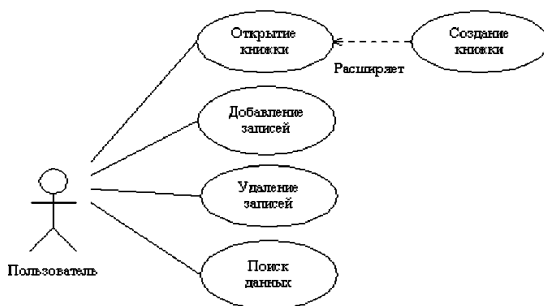 Открытие
книжки
Создание
книжки
Расширяет
Добавление
записей
Удаление
записей
Пользователь
Поиск
данных